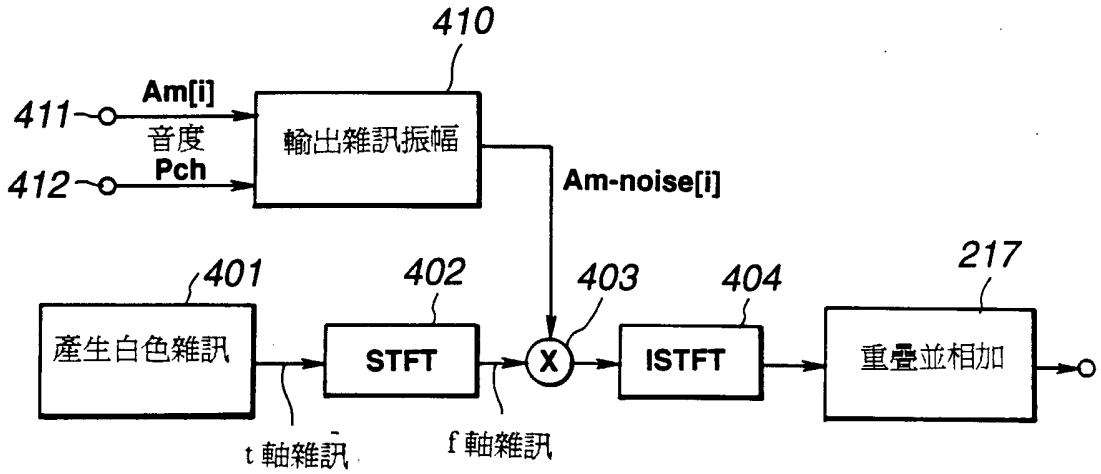 410
Am[i]
411
音度
輸出雜訊振幅
Pch
412
Am-noise[i]
401
402
403
404
217
產生白色雜訊
STFT
X
ISTFT
重疊並相加
t 軸雜訊
f 軸雜訊